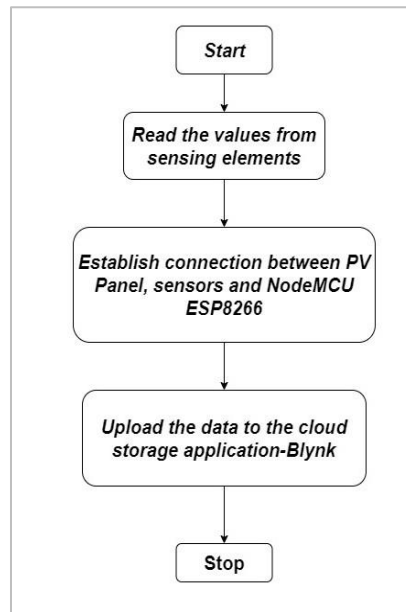 Start
Read the values from
sensing elements
Establish connection between PV
Panel, sensors and NodeMCU
ESP8266
Upload the data to the cloud
storage application-Blynk
Stop